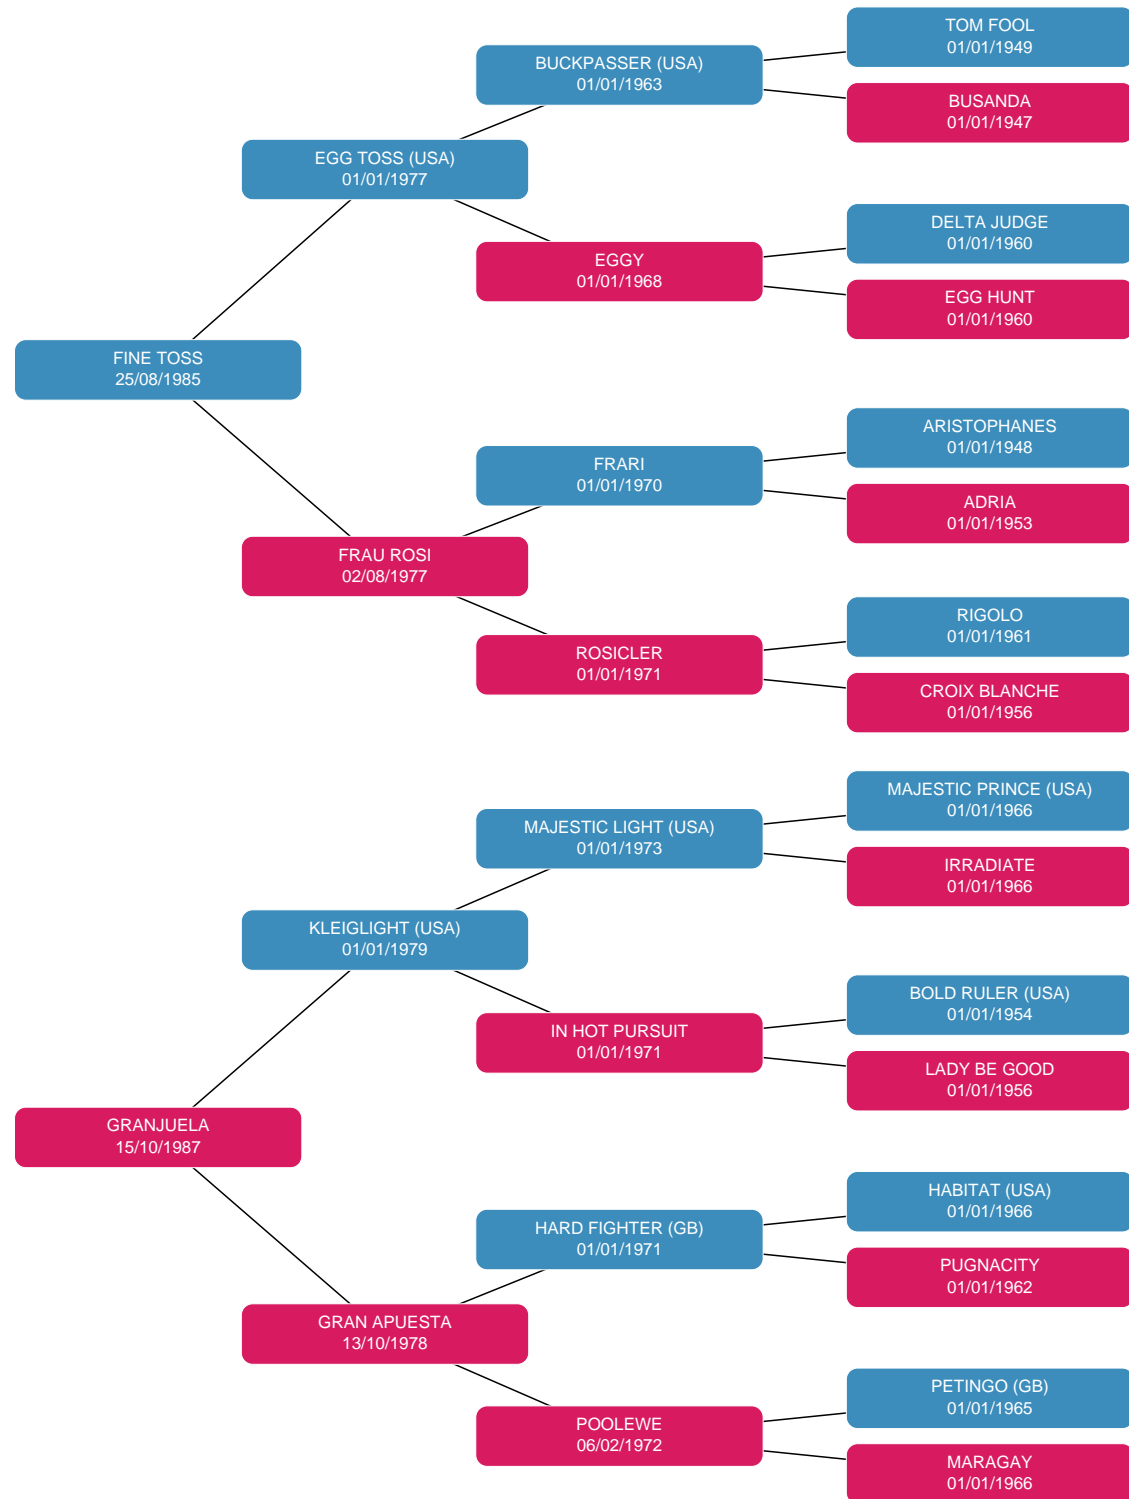 TOM FOOL
01/01/1949
BUCKPASSER (USA)
01/01/1963
BUSANDA
01/01/1947
EGG TOSS (USA)
01/01/1977
DELTA JUDGE
01/01/1960
EGGY
01/01/1968
EGG HUNT
01/01/1960
FINE TOSS
25/08/1985
ARISTOPHANES
01/01/1948
FRARI
01/01/1970
ADRIA
01/01/1953
FRAU ROSI
02/08/1977
RIGOLO
01/01/1961
ROSICLER
01/01/1971
CROIX BLANCHE
01/01/1956
MAJESTIC PRINCE (USA)
01/01/1966
MAJESTIC LIGHT (USA)
01/01/1973
IRRADIATE
01/01/1966
KLEIGLIGHT (USA)
01/01/1979
BOLD RULER (USA)
01/01/1954
IN HOT PURSUIT
01/01/1971
LADY BE GOOD
01/01/1956
GRANJUELA
15/10/1987
HABITAT (USA)
01/01/1966
HARD FIGHTER (GB)
01/01/1971
PUGNACITY
01/01/1962
GRAN APUESTA
13/10/1978
PETINGO (GB)
01/01/1965
POOLEWE
06/02/1972
MARAGAY
01/01/1966